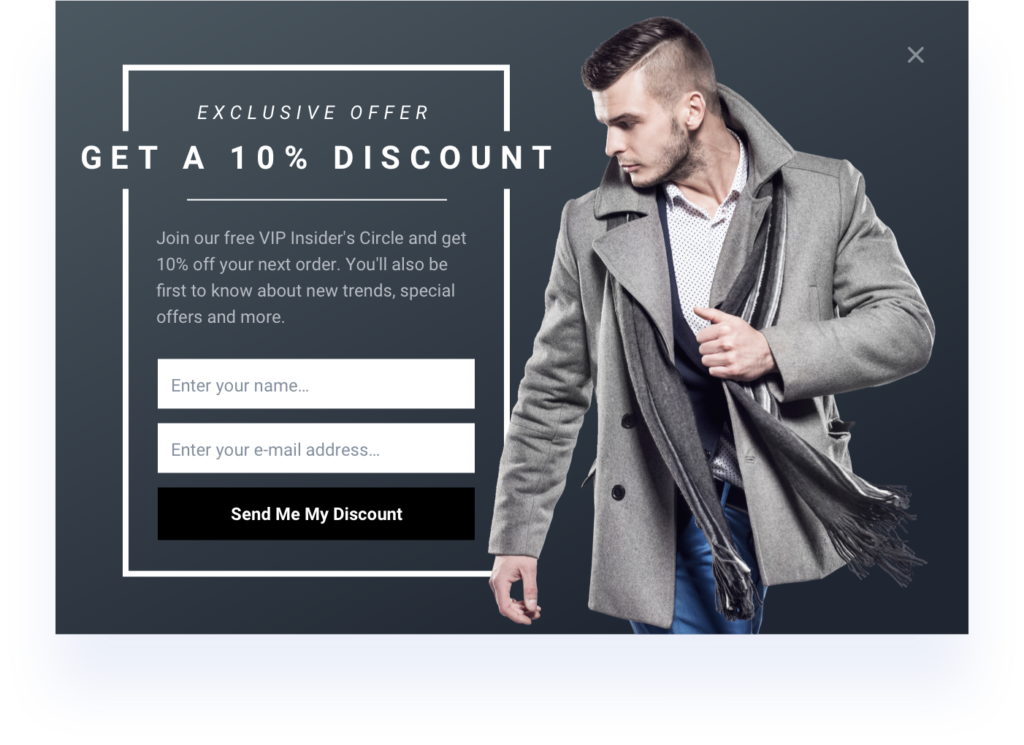 EXCLUSIVE OFFER
GET A 10% DISCOUNT
Join our free VIP Insider's Circle and get
10% off your next order. You'll also be
first to know about new trends, special
offers and more.
Enter your name...
Enter your e-mail address...
Send Me My Discount